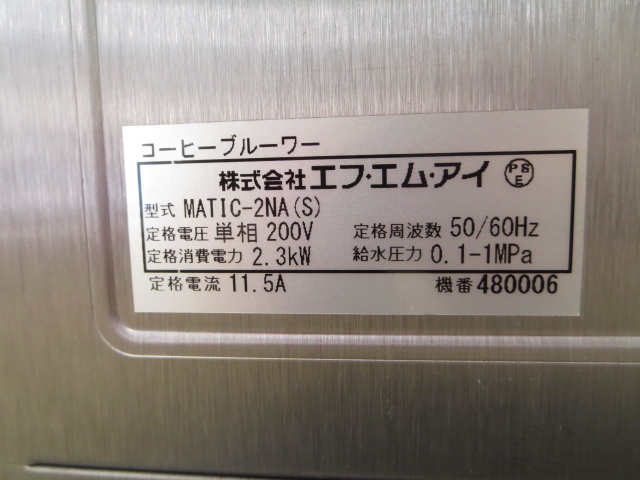 コーヒーブルーワー
株式会社エフ・エム・アイ PSE
型式 MATIC-2NA(S)
定格電圧 単相 200V 定格周波数 50/60Hz
定格消費電力 2.3kW 給水圧力 0.1-1MPa
定格電流 11.5A 機番 480006